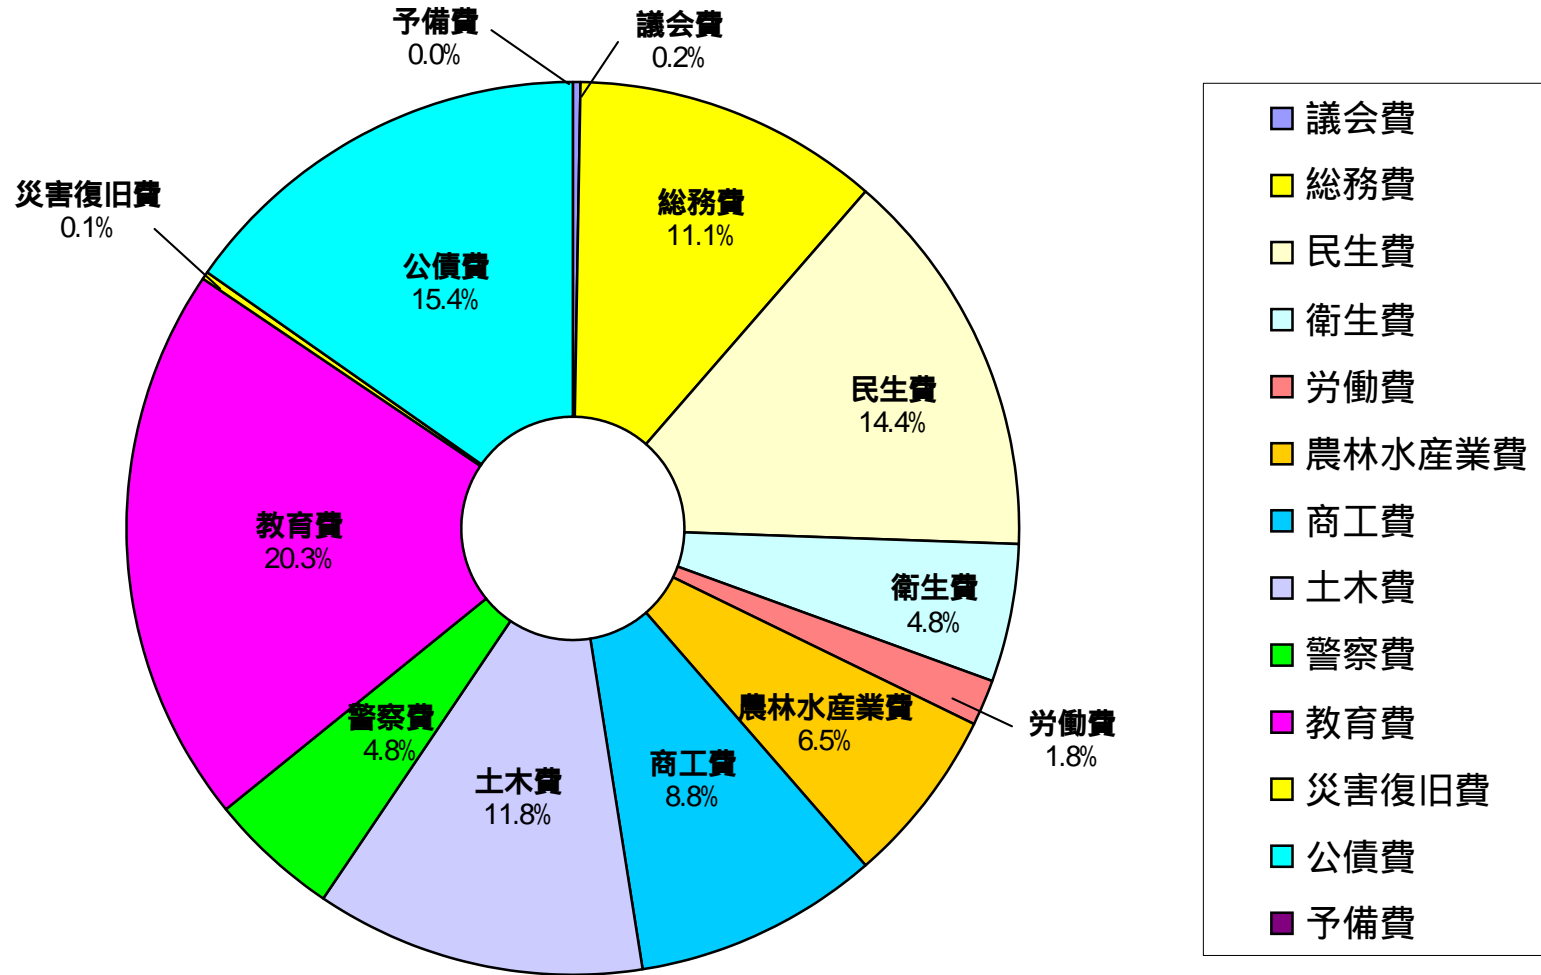 予備費
0.0%
議会費
0.2%
総務費
11.1%
民生費
14.4%
衛生費
4.8%
労働費
1.8%
農林水産業費
6.5%
商工費
8.8%
土木費
11.8%
警察費
4.8%
教育費
20.3%
災害復旧費
0.1%
公債費
15.4%
議会費
総務費
民生費
衛生費
労働費
農林水産業費
商工費
土木費
警察費
教育費
災害復旧費
公債費
予備費